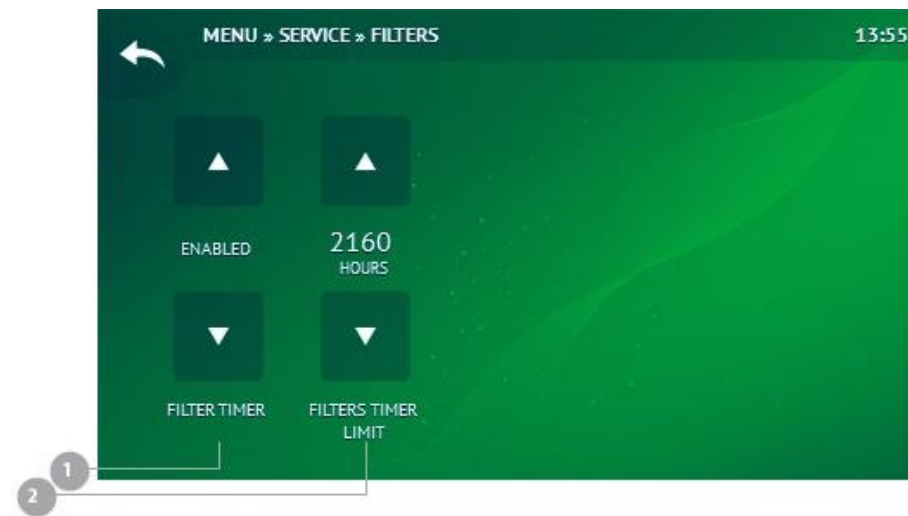 MENU » SERVICE » FILTERS 13:55
ENABLED
2160
HOURS
FILTER TIMER
FILTERS TIMER
LIMIT
1
2